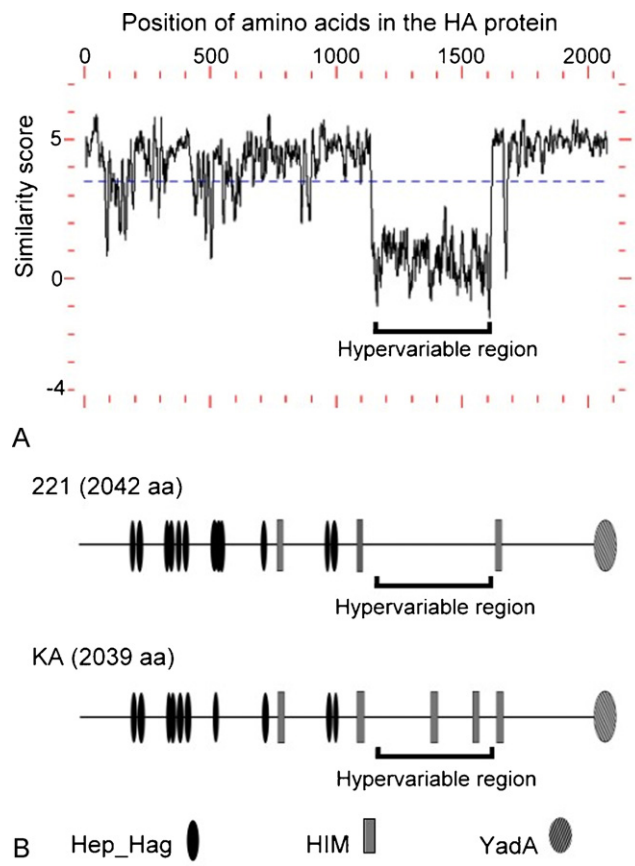 Position of amino acids in the HA protein
0 500 1000 1500 2000
Similarity score
5
0
-4
Hypervariable region
A
221 (2042 aa)
Hypervariable region
KA (2039 aa)
Hypervariable region
B Hep_Hag HIM YadA